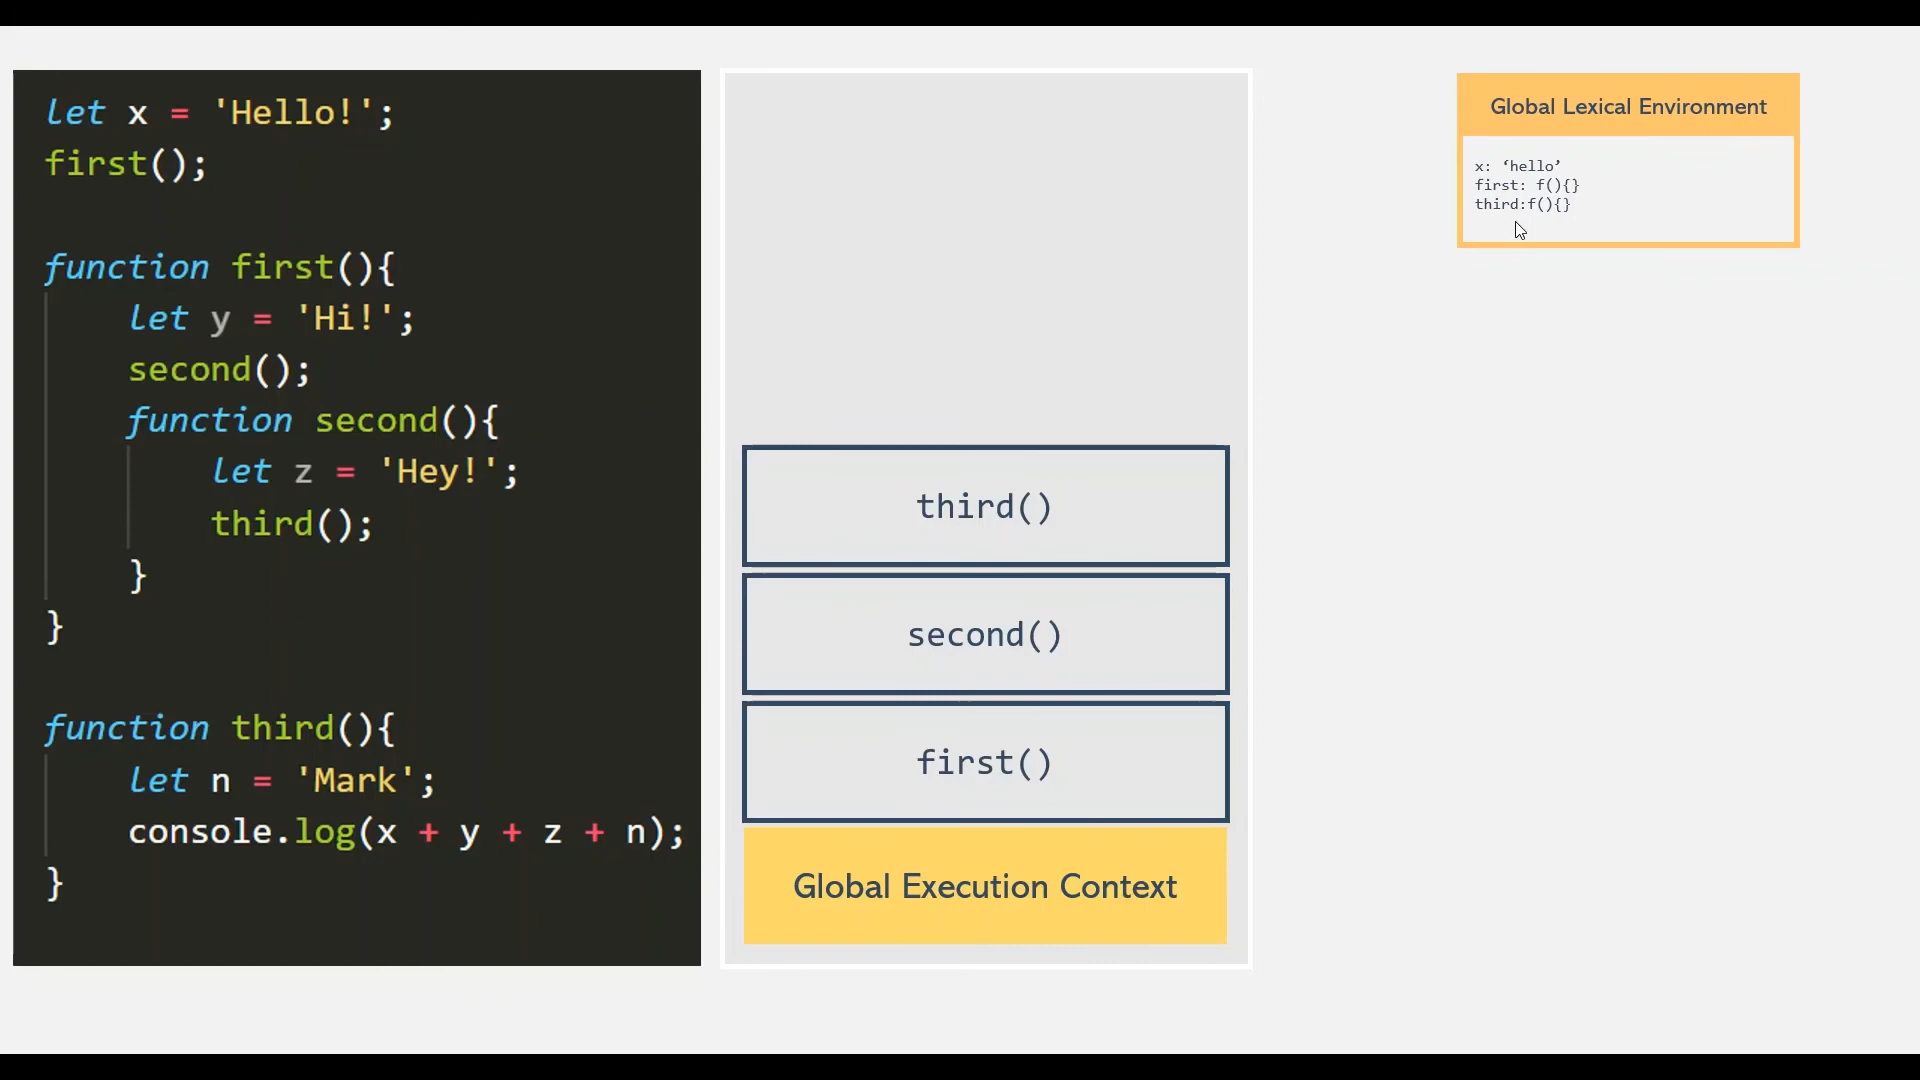 let x = 'Hello!';
first();
function first(){
let y = 'Hi!';
second();
function second(){
let z = 'Hey!';
third();
}
}
function third(){
let n = 'Mark';
console.log(x + y + z + n);
}
third()
second()
first()
Global Execution Context
Global Lexical Environment
x: ‘hello’
first: f(){}
third:f(){}